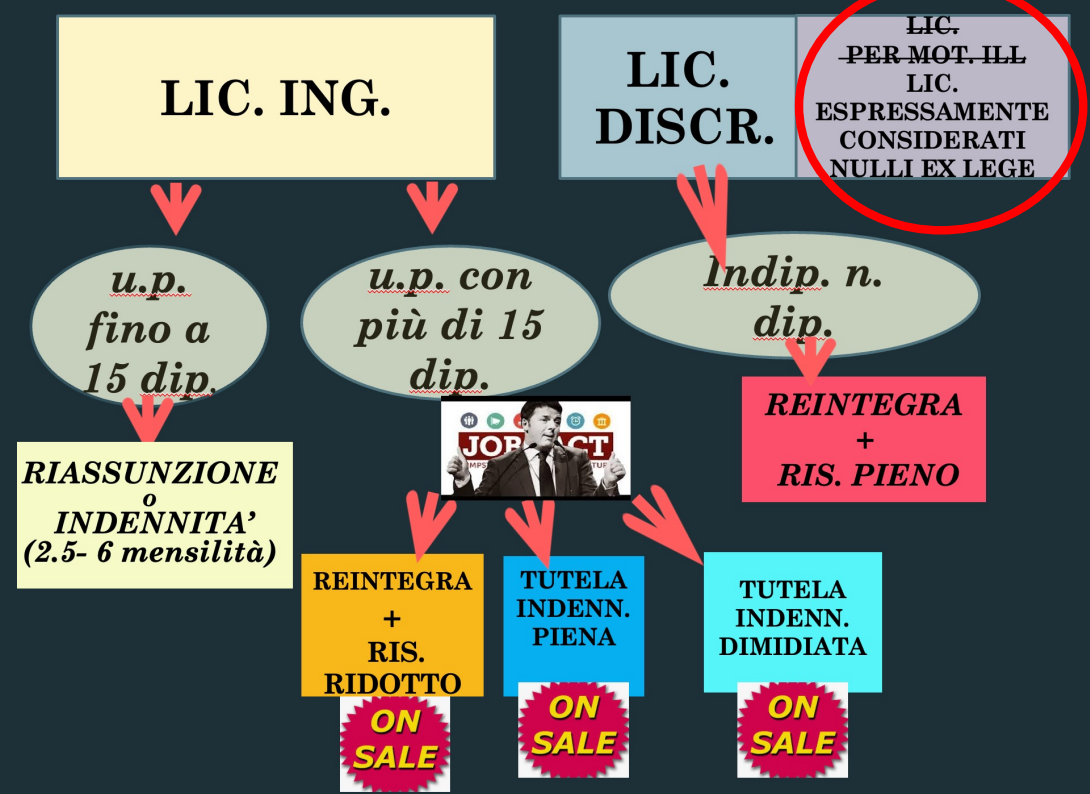 LIC. ING.
LIC.
DISCR.
LIC.
PER MOT. ILL
LIC.
ESPRESSAMENTE
CONSIDERATI
NULLI EX LEGE
u.p.
fino a
15 dip.
u.p. con
più di 15
dip.
Indip. n.
dip.
REINTEGRA
+
RIS. PIENO
RIASSUNZIONE
o
INDENNITA’
(2.5- 6 mensilità)
REINTEGRA
+
RIS.
RIDOTTO
TUTELA
INDENN.
PIENA
TUTELA
INDENN.
DIMIDIATA
ON
SALE
ON
SALE
ON
SALE